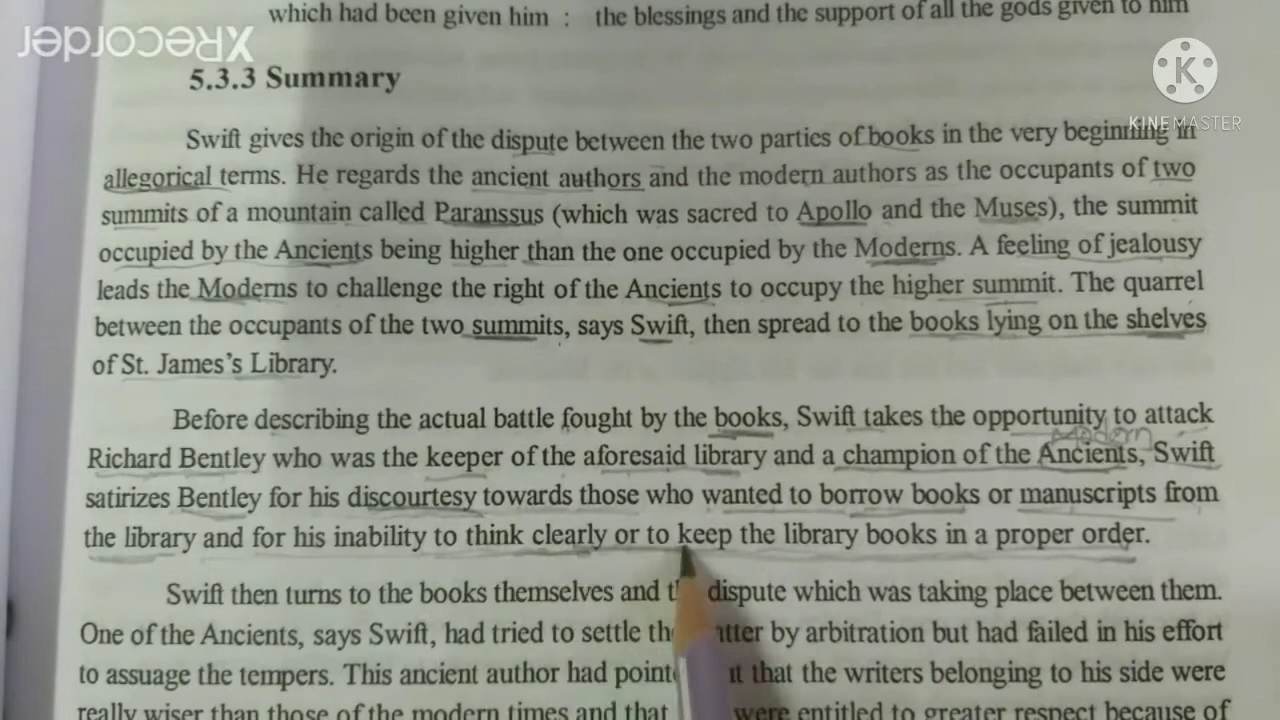 which had been given him : the blessings and the support of all the gods given to him
XRecorder
KINEMASTER
5.3.3 Summary
Swift gives the origin of the dispute between the two parties of books in the very beginning in
allegorical terms. He regards the ancient authors and the modern authors as the occupants of two
summits of a mountain called Paranssus (which was sacred to Apollo and the Muses), the summit
occupied by the Ancients being higher than the one occupied by the Moderns. A feeling of jealousy
leads the Moderns to challenge the right of the Ancients to occupy the higher summit. The quarrel
between the occupants of the two summits, says Swift, then spread to the books lying on the shelves
of St. James's Library.
Before describing the actual battle fought by the books, Swift takes the opportunity to attack
Modern
Richard Bentley who was the keeper of the aforesaid library and a champion of the Ancients, Swift
satirizes Bentley for his discourtesy towards those who wanted to borrow books or manuscripts from
the library and for his inability to think clearly or to keep the library books in a proper order.
Swift then turns to the books themselves and dispute which was taking place between them.
One of the Ancients, says Swift, had tried to settle by arbitration but had failed in his effort
to assuage the tempers. This ancient author had that the writers belonging to his side were
really wiser than those of the modern times and that were entitled to greater respect because of